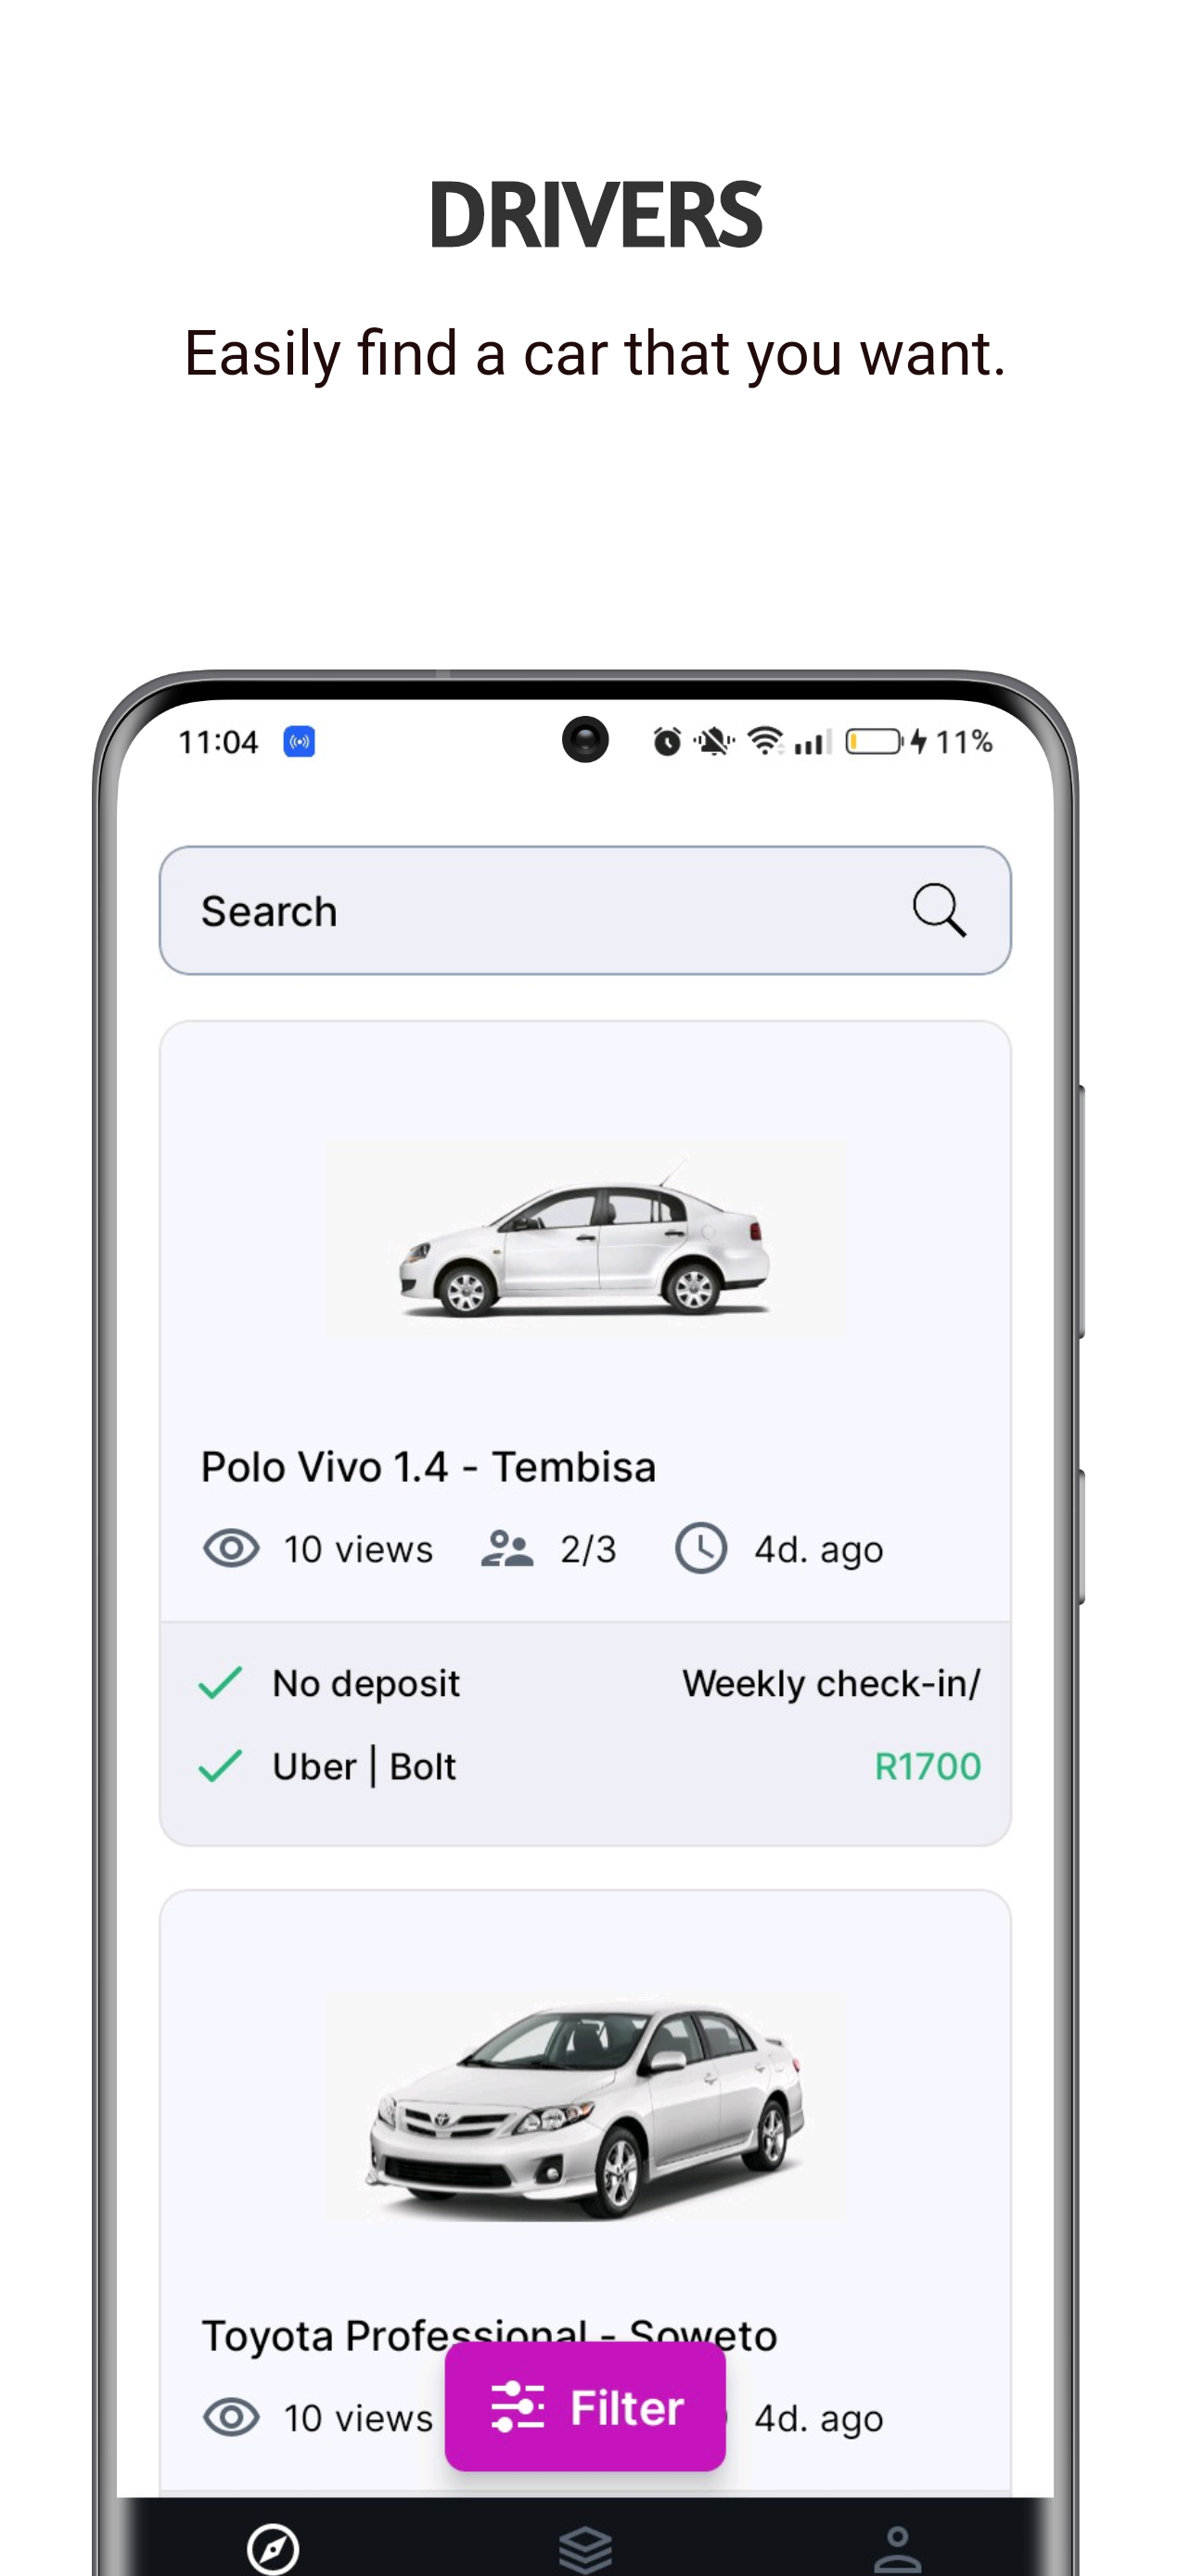 DRIVERS
Easily find a car that you want.
11:04 11%
Search
Polo Vivo 1.4 - Tembisa
10 views 2/3 4d. ago
No deposit Weekly check-in/
Uber | Bolt R1700
Toyota Professional - Soweto
10 views 4d. ago
Filter